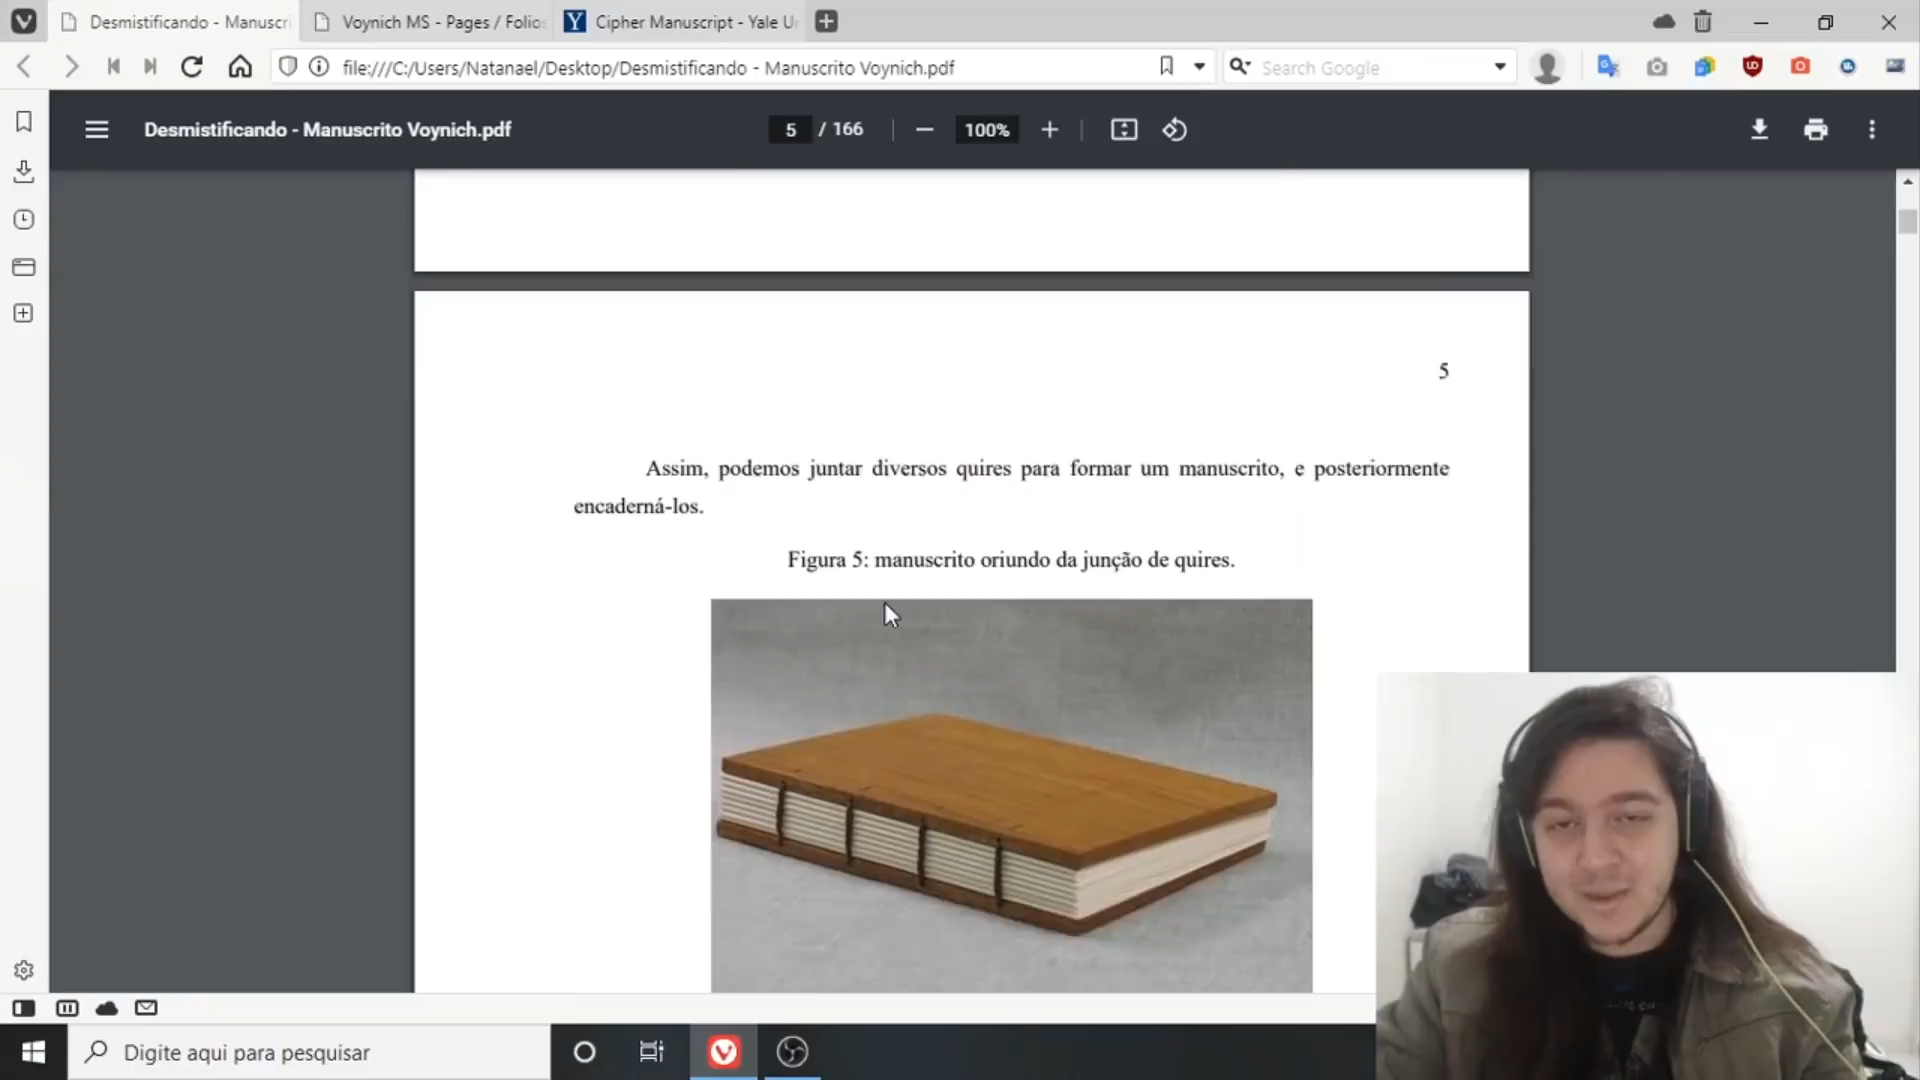 Desmistificando - Manuscri
Voynich MS - Pages / Folios
Cipher Manuscript - Yale Un
file:///C:/Users/Natanael/Desktop/Desmistificando - Manuscrito Voynich.pdf
Search Google
Desmistificando - Manuscrito Voynich.pdf
5 / 166
100%
5
Assim, podemos juntar diversos quires para formar um manuscrito, e posteriormente
encaderná-los.
Figura 5: manuscrito oriundo da junção de quires.
Digite aqui para pesquisar